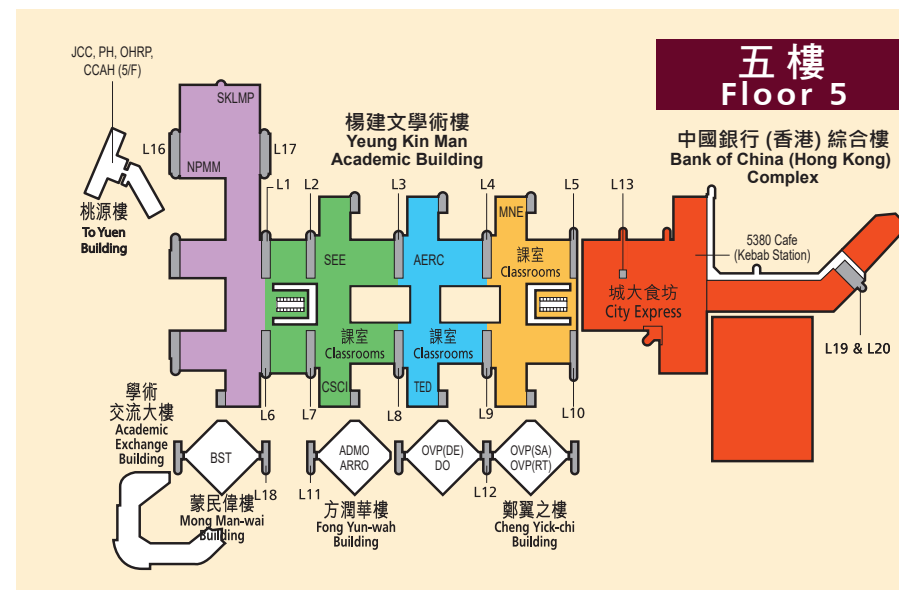 JCC, PH, OHRP,
CCAH (5/F)
五樓
Floor 5
SKLMP
楊建文學術樓
Yeung Kin Man
Academic Building
中國銀行 (香港) 綜合樓
Bank of China (Hong Kong)
Complex
L16
L17
NPMM
L1
L2
L3
L4
L5
L13
桃源樓
To Yuen
Building
MNE
SEE
AERC
課室
Classrooms
5380 Cafe
(Kebab Station)
城大食坊
City Express
課室
Classrooms
課室
Classrooms
L19 & L20
CSCI
TED
學術
交流大樓
Academic
Exchange
Building
L6
L7
L8
L9
L10
BST
ADMO
ARRO
OVP(DE)
DO
OVP(SA)
OVP(RT)
L18
L11
L12
蒙民偉樓
Mong Man-wai
Building
方潤華樓
Fong Yun-wah
Building
鄭翼之樓
Cheng Yick-chi
Building